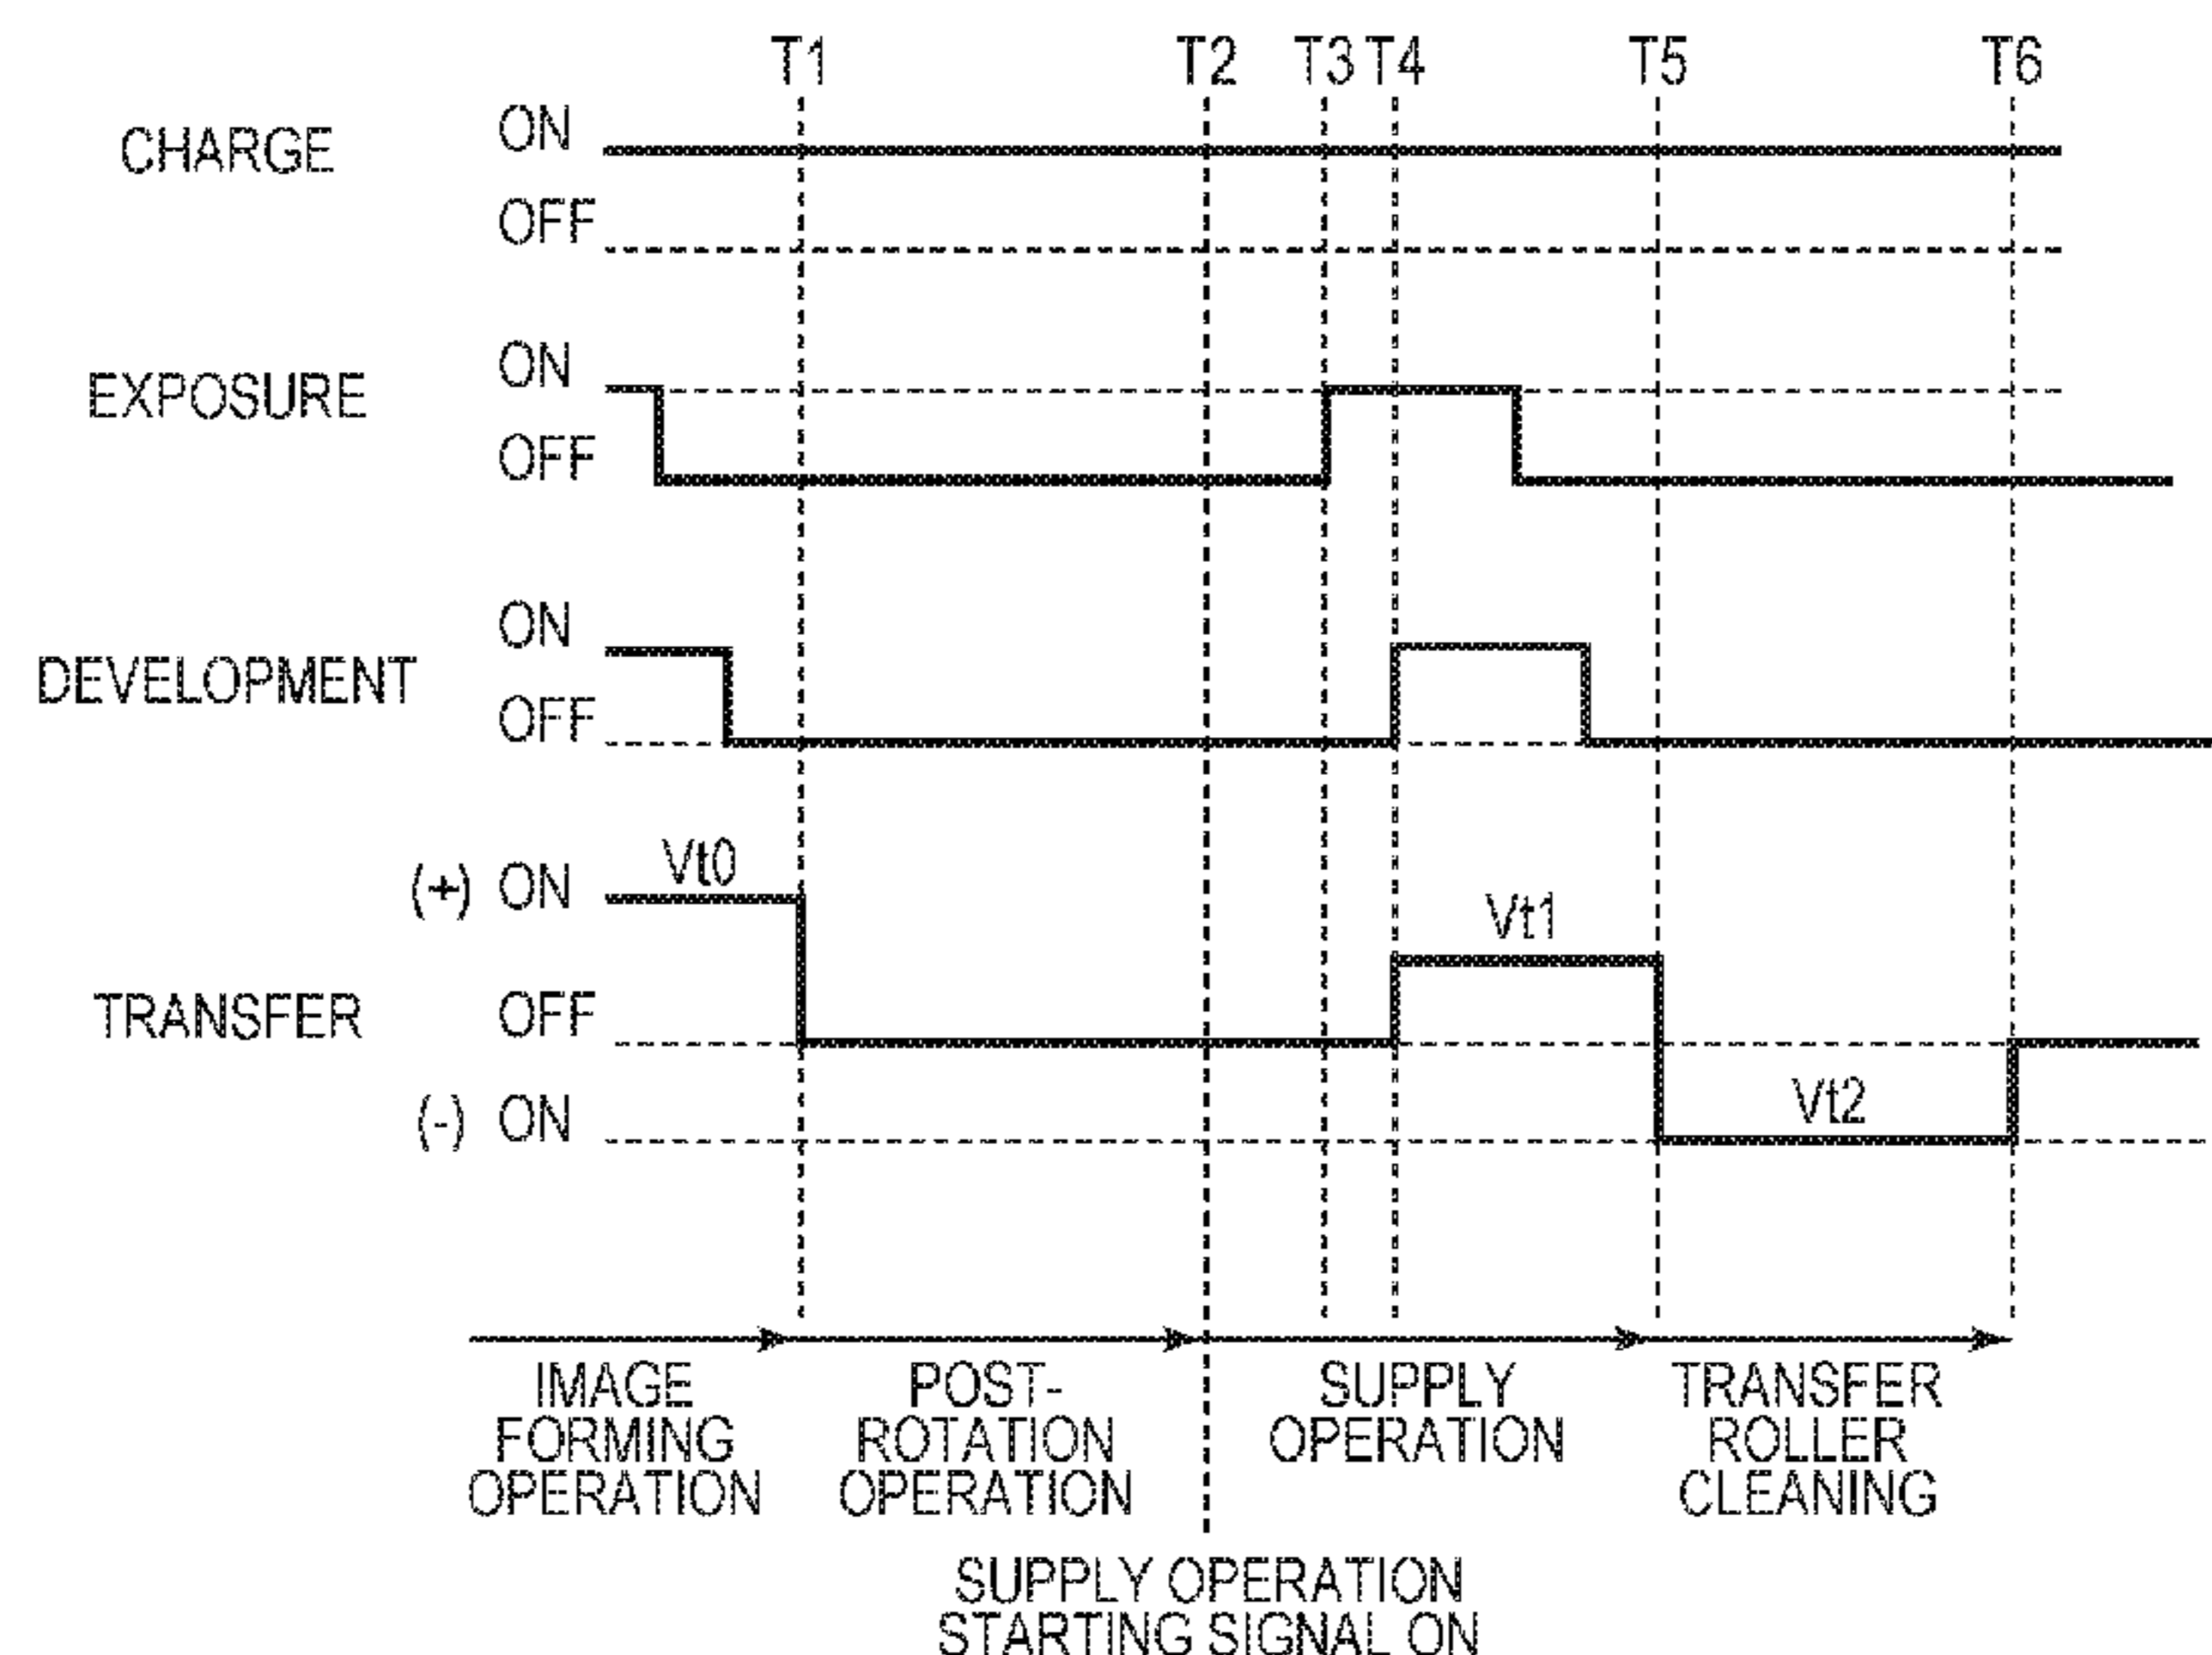 T1 T2 T3 T4 T5 T6
CHARGE ON
OFF
EXPOSURE ON
OFF
DEVELOPMENT ON
OFF
(+) ON Vt0
Vt1
TRANSFER OFF
(-) ON Vt2
IMAGE
FORMING
OPERATION
POST-
ROTATION
OPERATION
SUPPLY
OPERATION
TRANSFER
ROLLER
CLEANING
SUPPLY OPERATION
STARTING SIGNAL ON